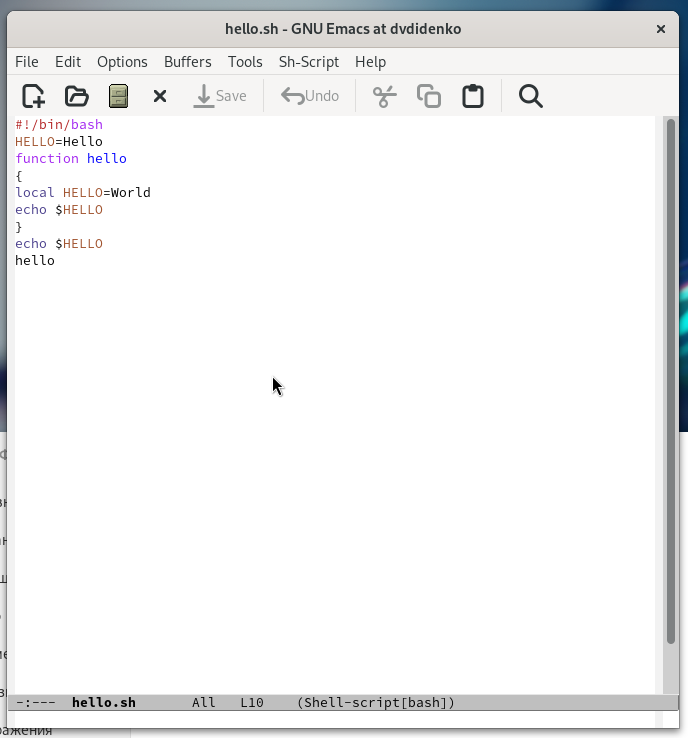 hello.sh - GNU Emacs at dvdidenko
File Edit Options Buffers Tools Sh-Script Help
Save Undo
#!/bin/bash
HELLO=Hello
function hello
{
local HELLO=World
echo $HELLO
}
echo $HELLO
hello
-:--- hello.sh All L10 (Shell-script[bash])
ражения